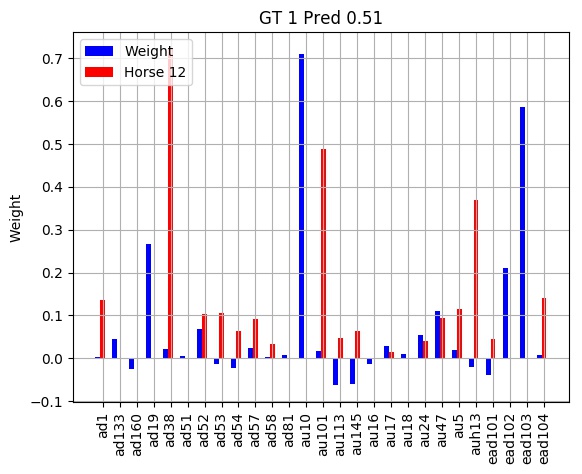 GT 1 Pred 0.51
Weight
Horse 12
0.7
0.6
0.5
0.4
0.3
0.2
0.1
0.0
−0.1
Weight
ad1
ad133
ad160
ad19
ad38
ad51
ad52
ad53
ad54
ad57
ad58
ad81
au10
au101
au113
au145
au16
au17
au18
au24
au47
au5
auh13
ead101
ead102
ead103
ead104